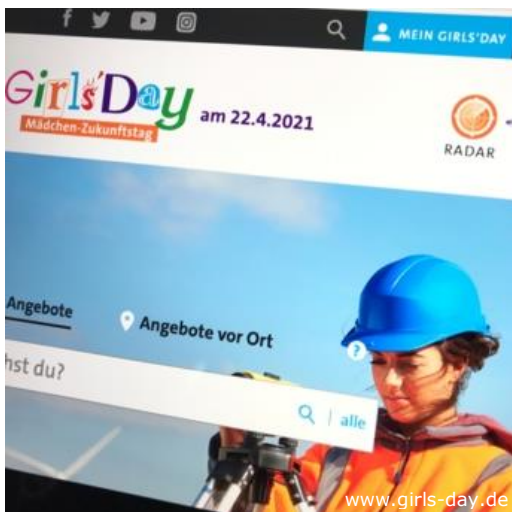 MEIN GIRLS'DAY
Girls'Day
Mädchen-Zukunftstag
am 22.4.2021
RADAR
Angebote
Angebote vor Ort
?
hst du?
alle
www.girls-day.de